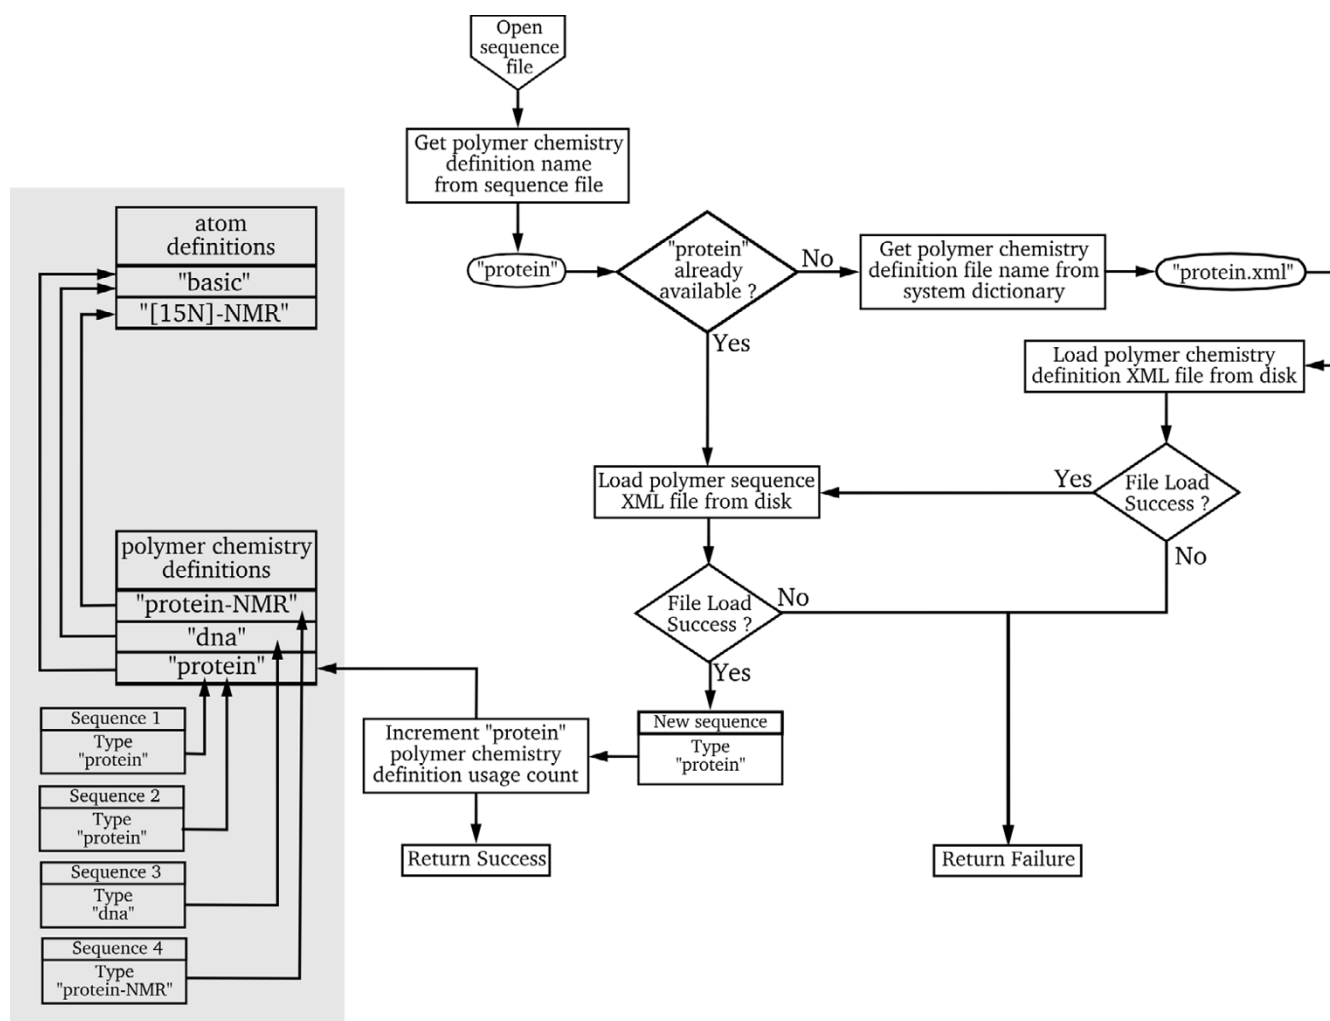 Open
sequence
file
Get polymer chemistry
definition name
from sequence file
"protein"
"protein"
already
available ?
No
Yes
Get polymer chemistry
definition file name from
system dictionary
"protein.xml"
Load polymer chemistry
definition XML file from disk
File Load
Success ?
Yes
No
Load polymer sequence
XML file from disk
File Load
Success ?
No
Yes
New sequence
Type
"protein"
Increment "protein"
polymer chemistry
definition usage count
Return Success
Return Failure
atom
definitions
"basic"
"[15N]-NMR"
polymer chemistry
definitions
"protein-NMR"
"dna"
"protein"
Sequence 1
Type
"protein"
Sequence 2
Type
"protein"
Sequence 3
Type
"dna"
Sequence 4
Type
"protein-NMR"